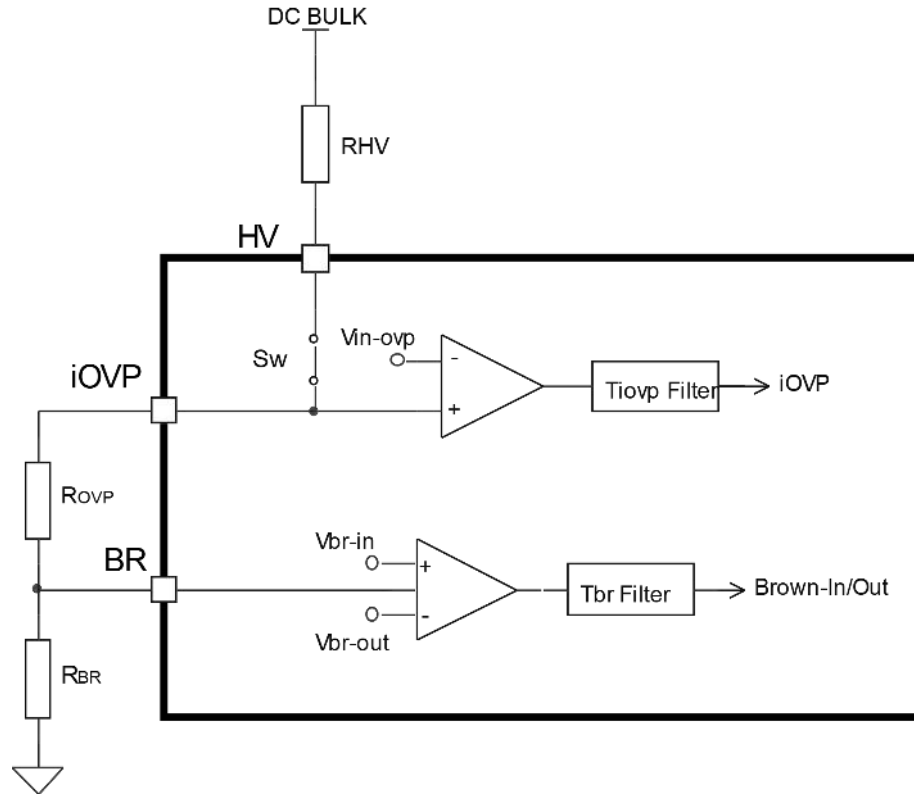 DC BULK
RHV
HV
Vin-ovp
-
Sw
iOVP
+
Tiovp Filter
iOVP
ROVP
BR
Vbr-in
+
Tbr Filter
Brown-In/Out
-
Vbr-out
RBR